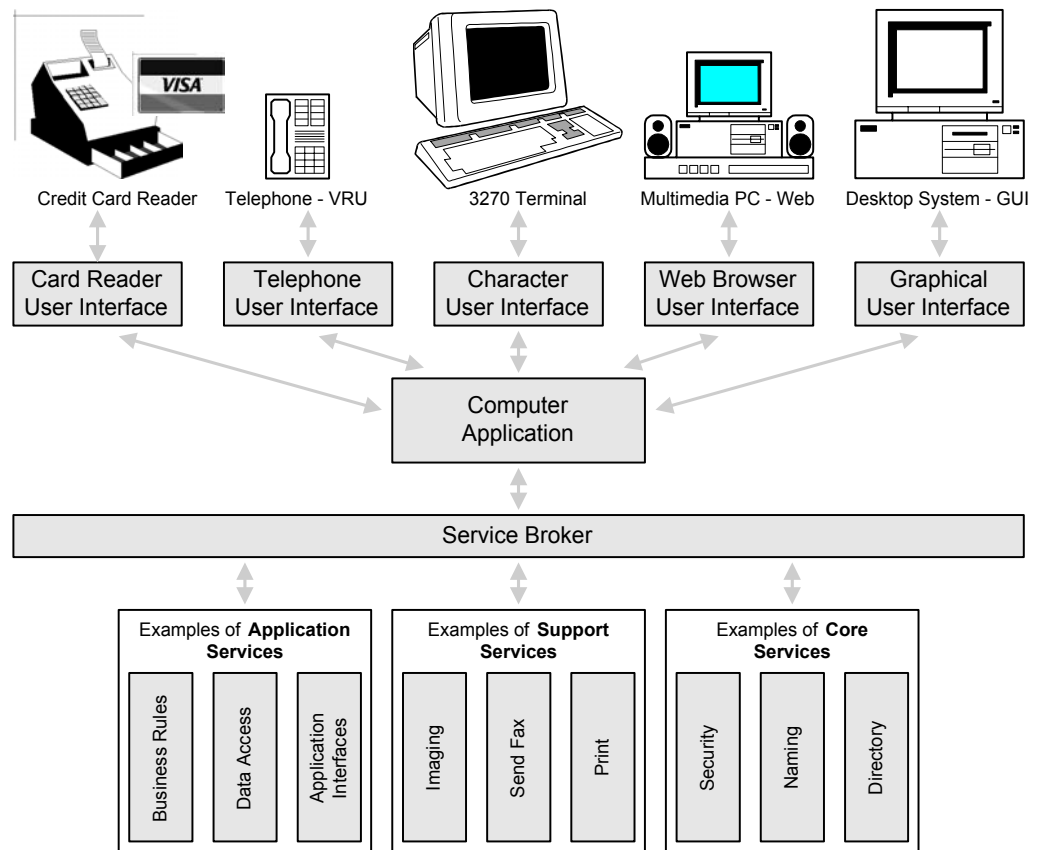 VISA
Credit Card Reader
Telephone - VRU
3270 Terminal
Multimedia PC - Web
Desktop System - GUI
Card Reader
User Interface
Telephone
User Interface
Character
User Interface
Web Browser
User Interface
Graphical
User Interface
Computer
Application
Service Broker
Examples of Application
Services
Business Rules
Data Access
Application
Interfaces
Examples of Support
Services
Imaging
Send Fax
Print
Examples of Core
Services
Security
Naming
Directory